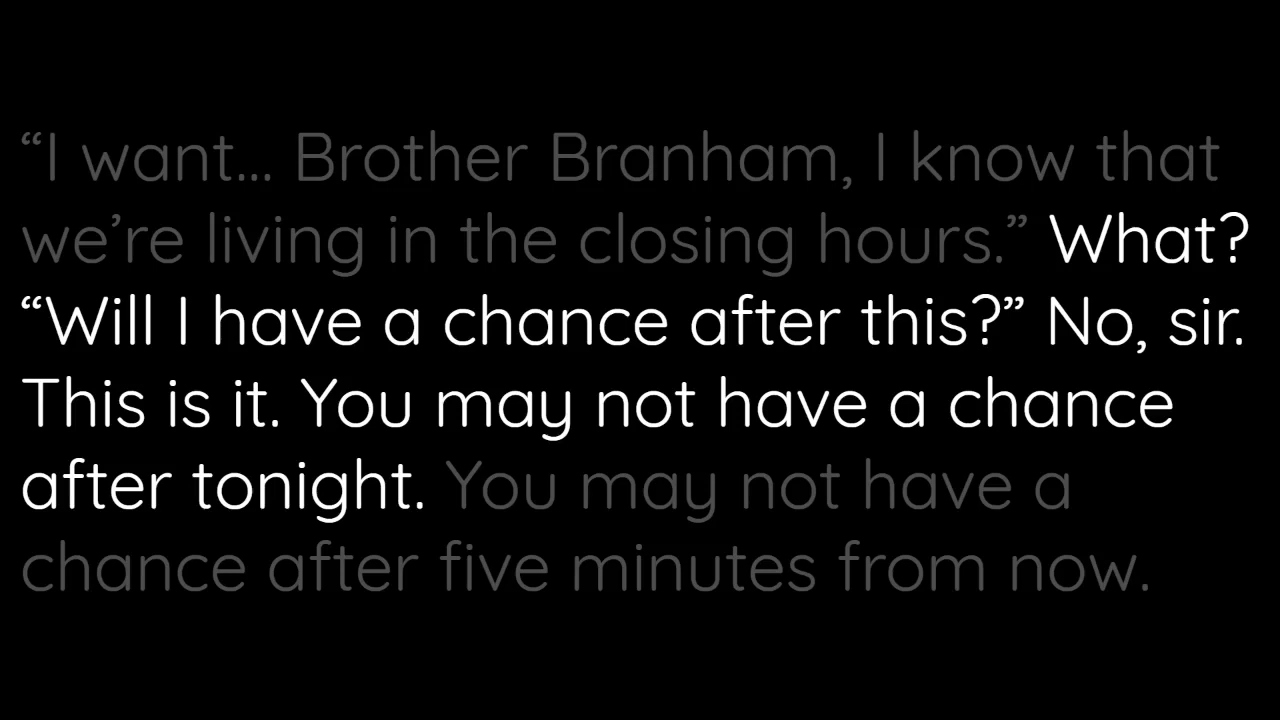 “I want... Brother Branham, I know that
we’re living in the closing hours.” What?
“Will I have a chance after this?” No, sir.
This is it. You may not have a chance
after tonight. You may not have a
chance after five minutes from now.